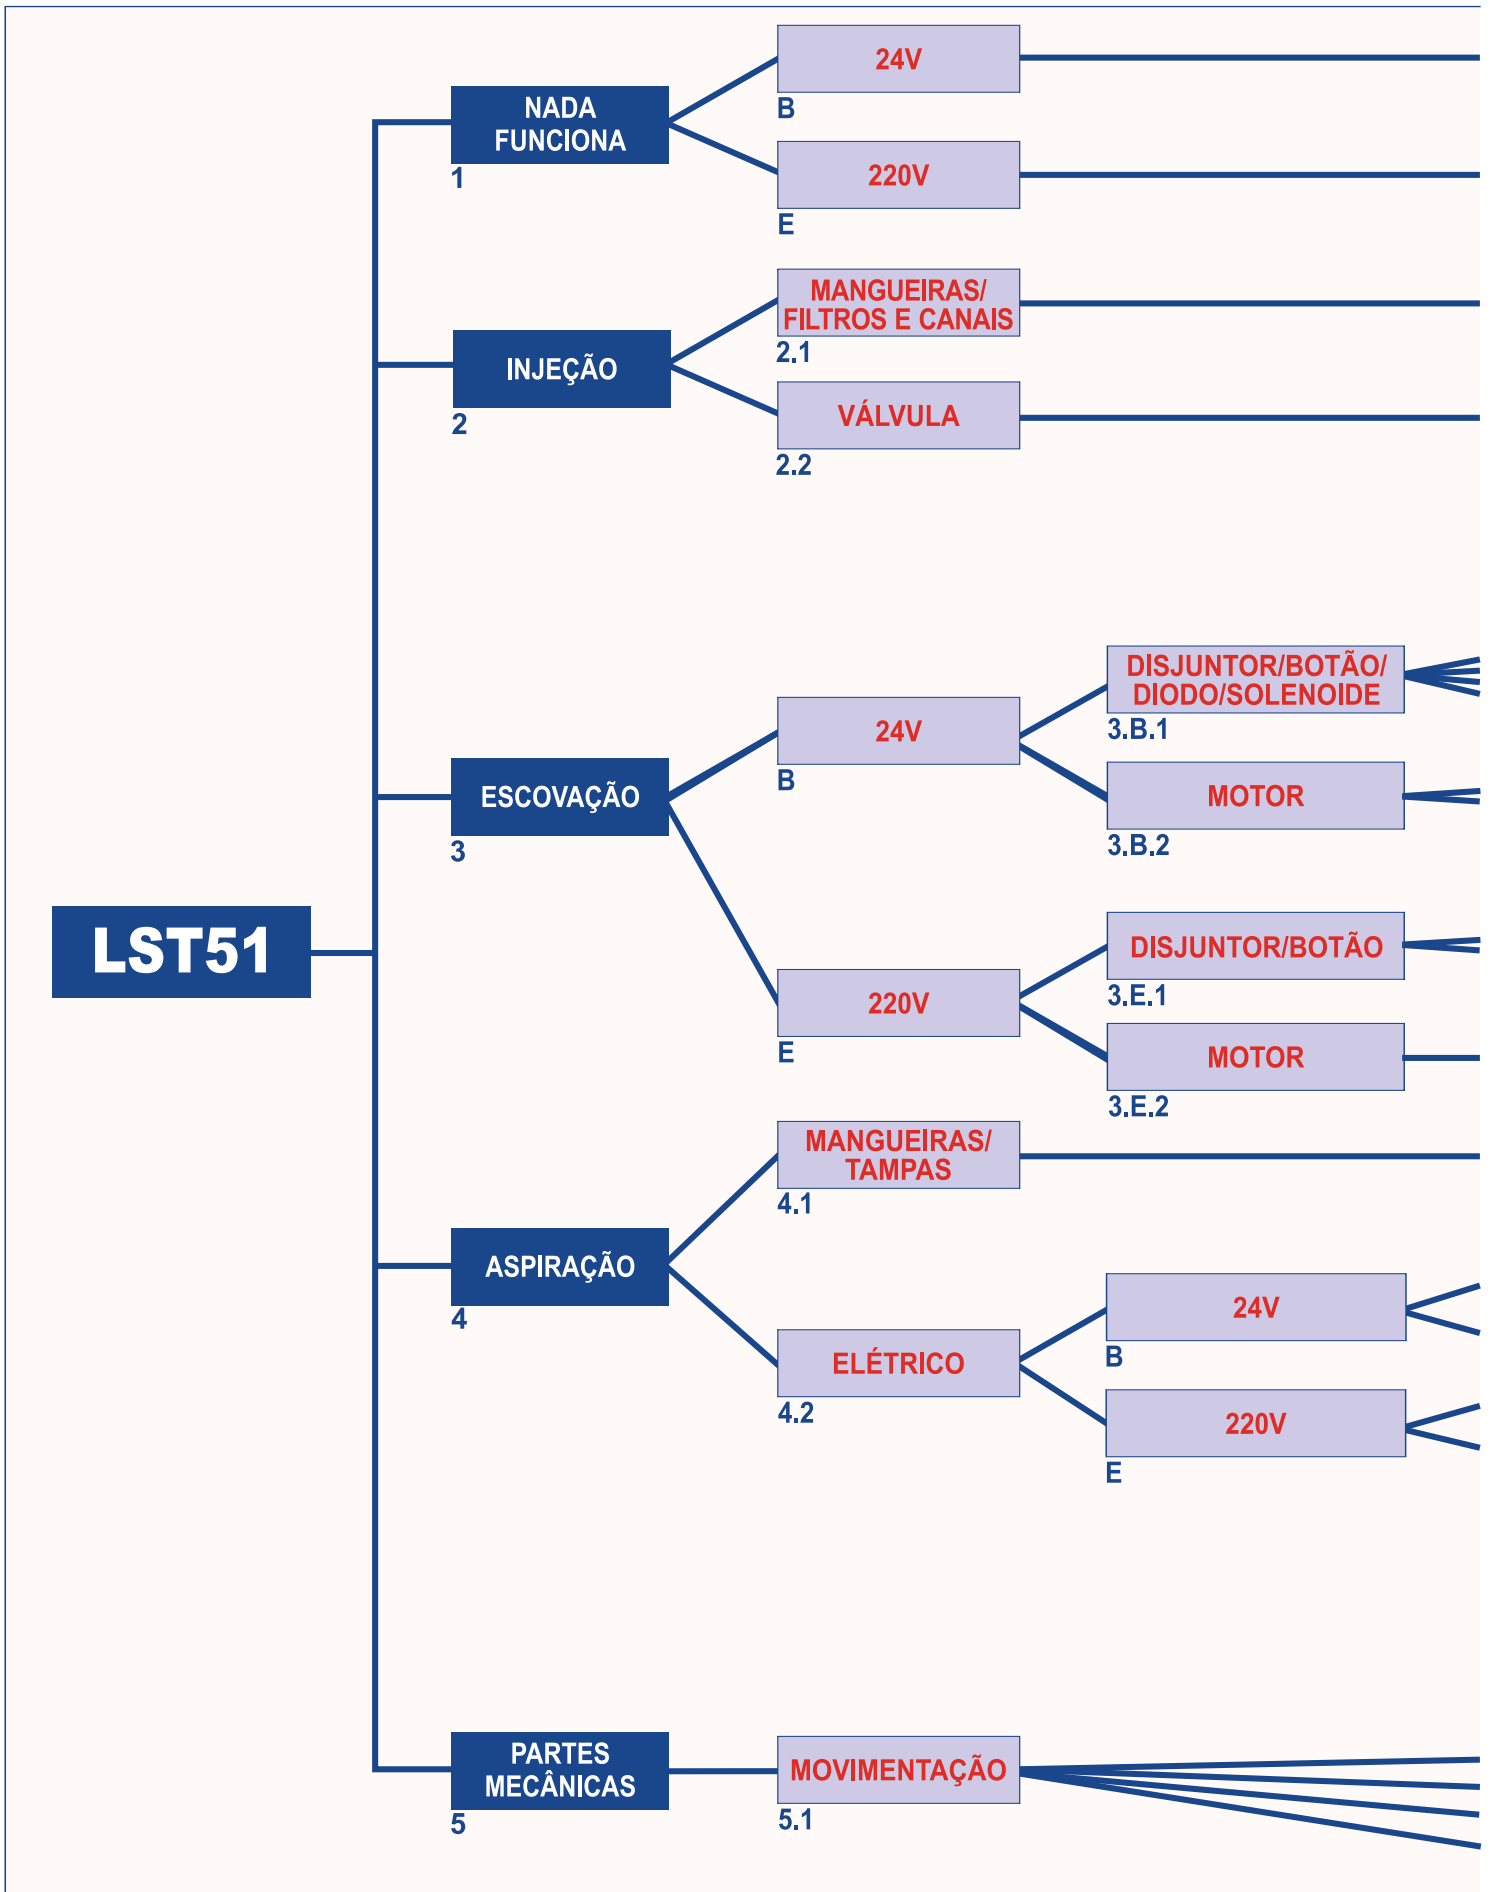 LST51
NADA
FUNCIONA
1
24V
B
220V
E
INJEÇÃO
2
MANGUEIRAS/
FILTROS E CANAIS
2.1
VÁLVULA
2.2
ESCOVAÇÃO
3
24V
B
DISJUNTOR/BOTÃO/
DIODO/SOLENOIDE
3.B.1
MOTOR
3.B.2
220V
E
DISJUNTOR/BOTÃO
3.E.1
MOTOR
3.E.2
ASPIRAÇÃO
4
MANGUEIRAS/
TAMPAS
4.1
ELÉTRICO
4.2
24V
B
220V
E
PARTES
MECÂNICAS
5
MOVIMENTAÇÃO
5.1